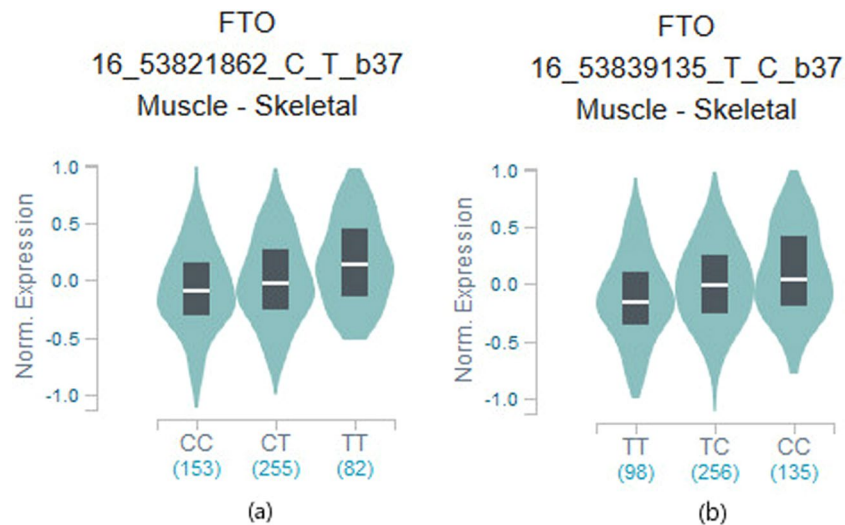 FTO
16_53821862_C_T_b37
Muscle - Skeletal
Norm. Expression
1.0
0.5
0.0
-0.5
-1.0
CC CT TT
(153) (255) (82)
(a)
FTO
16_53839135_T_C_b37
Muscle - Skeletal
Norm. Expression
1.0
0.5
0.0
-0.5
-1.0
TT TC CC
(98) (256) (135)
(b)